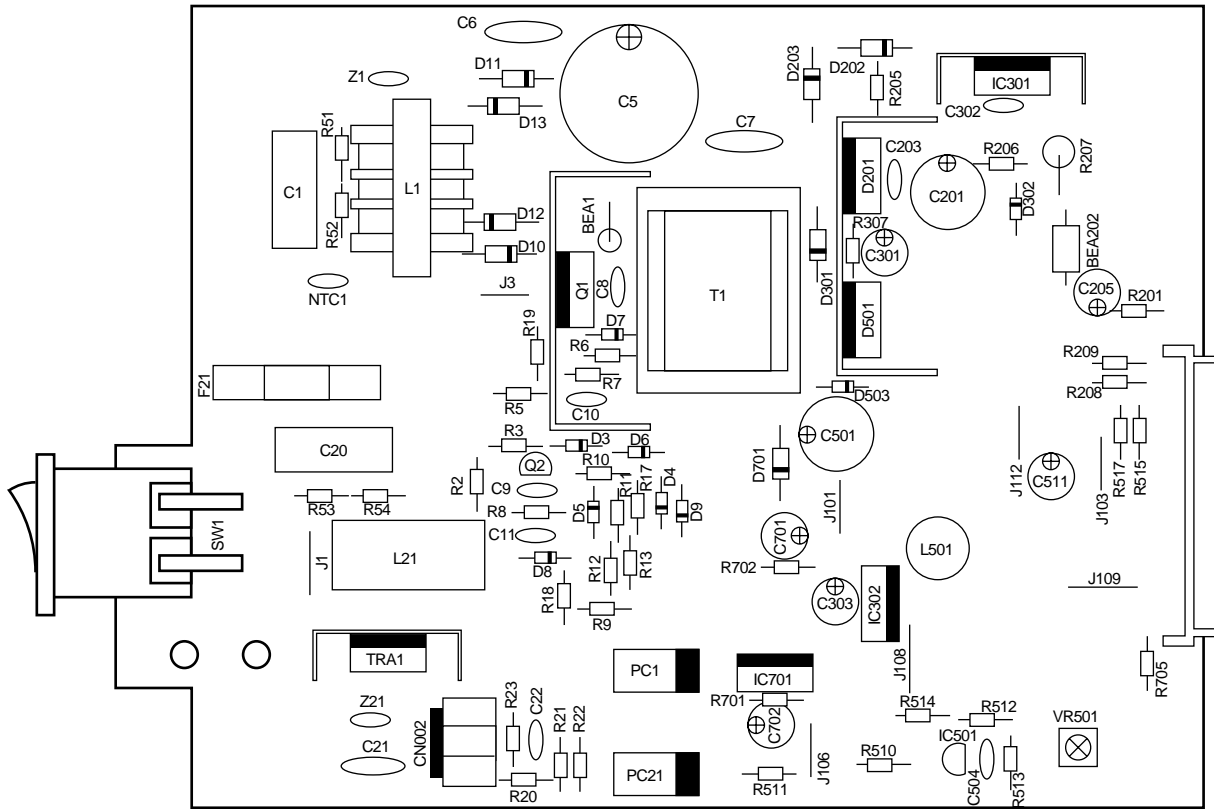 C6
D203
D202
Z1
D11
R205
IC301
C5
C302
D13
C7
R51
C203
R206
R207
C1
L1
D201
C201
D302
R52
D12
BEA1
R307
D10
C301
BEA202
NTC1
J3
Q1
C8
T1
D301
C205
R201
D501
R19
D7
R6
R209
F21
R7
R208
R5
C10
D503
R3
D3
D6
C501
C20
Q2
R10
D701
R2
C9
R11
R17
D4
J112
C511
J103
R517
R515
R53
R54
R8
D5
D9
J101
SW1
C11
C701
J1
L21
D8
R12
R13
R702
L501
R18
J109
C303
IC302
R9
TRA1
PC1
IC701
J108
R705
R701
Z21
R23
C22
R21
R22
C702
R514
R512
VR501
C21
CN002
IC501
J106
R510
PC21
R20
R511
C504
R513